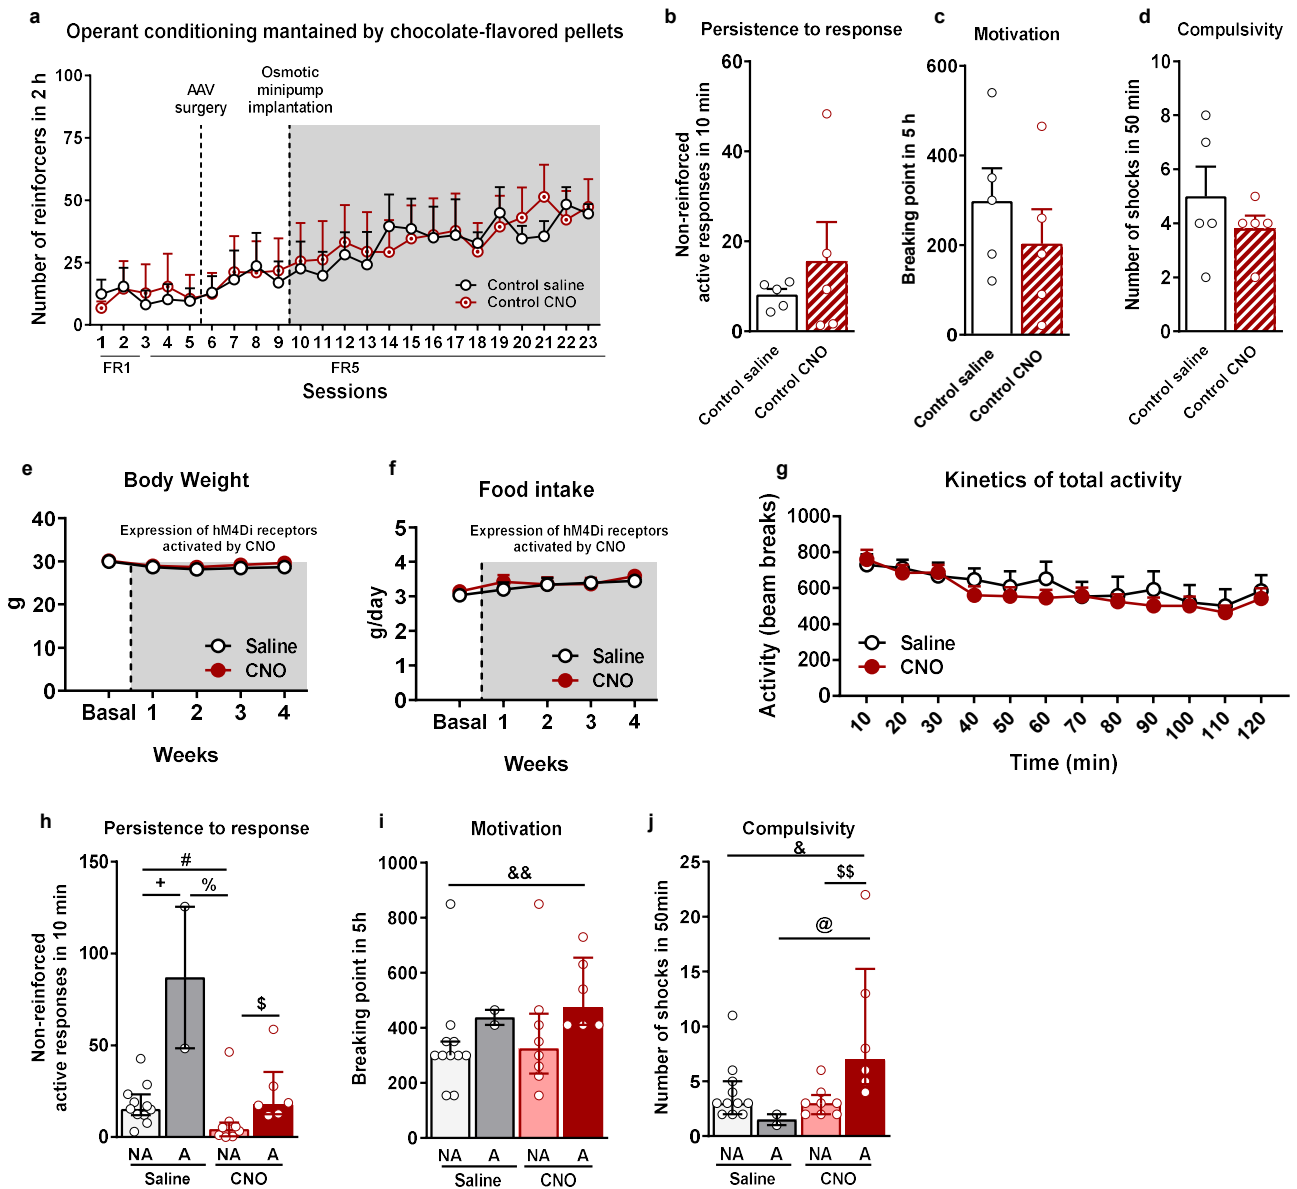 a
Operant conditioning mantained by chocolate-flavored pellets
Number of reinforcers in 2 h
100
75
50
25
0
AAV
surgery
Osmotic
minipump
implantation
Control saline
Control CNO
1 2 3 4 5 6 7 8 9 10 11 12 13 14 15 16 17 18 19 20 21 22 23
FR1
FR5
Sessions
b
Persistence to response
Non-reinforced
active responses in 10 min
60
40
20
0
Control saline
Control CNO
c
Motivation
Breaking point in 5 h
600
400
200
0
Control saline
Control CNO
d
Compulsivity
Number of shocks in 50 min
10
8
6
4
2
0
Control saline
Control CNO
e
Body Weight
g
40
30
20
10
0
Expression of hM4Di receptors
activated by CNO
Saline
CNO
Basal 1 2 3 4
Weeks
f
Food intake
g/day
5
4
3
2
1
0
Expression of hM4Di receptors
activated by CNO
Saline
CNO
Basal 1 2 3 4
Weeks
g
Kinetics of total activity
Activity (beam breaks)
1000
800
600
400
200
0
Saline
CNO
10 20 30 40 50 60 70 80 90 100 110 120
Time (min)
h
Persistence to response
Non-reinforced
active responses in 10 min
150
100
50
0
#
+
%
$
NA A NA A
Saline CNO
i
Motivation
Breaking point in 5h
1000
800
600
400
200
0
&&
NA A NA A
Saline CNO
j
Compulsivity
Number of shocks in 50min
25
20
15
10
5
0
&
$$
@
NA A NA A
Saline CNO